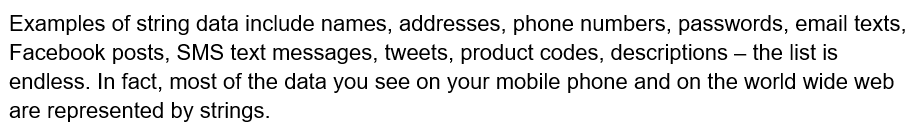 Examples of string data include names, addresses, phone numbers, passwords, email texts,
Facebook posts, SMS text messages, tweets, product codes, descriptions – the list is
endless. In fact, most of the data you see on your mobile phone and on the world wide web
are represented by strings.